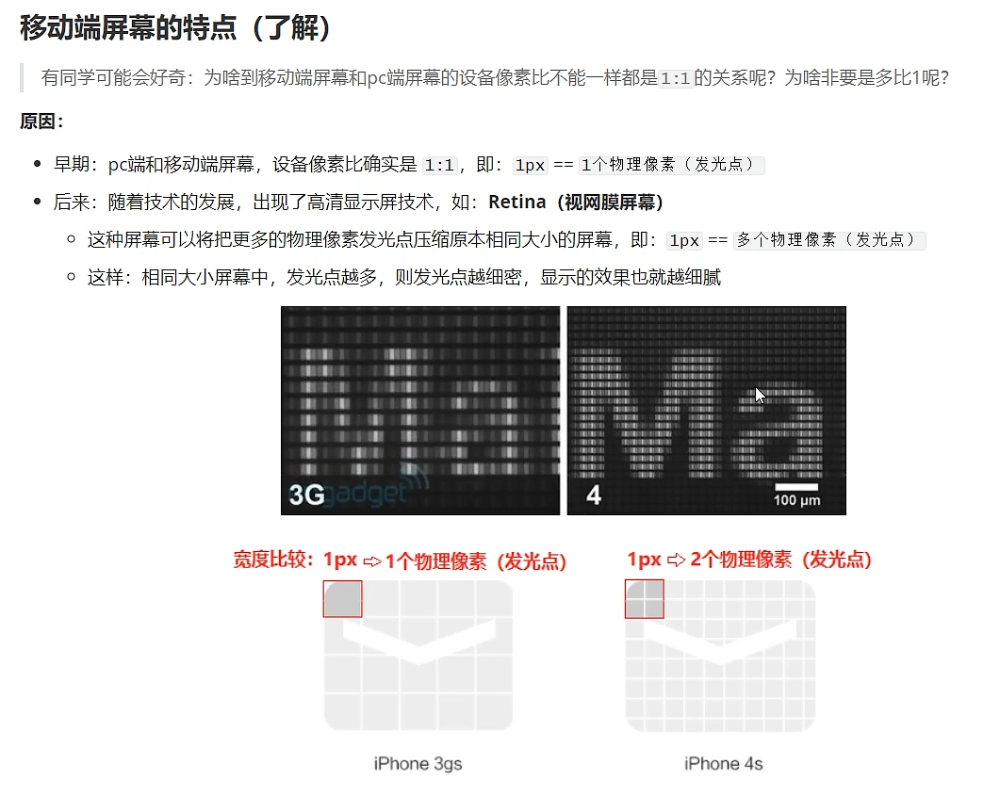 移动端屏幕的特点（了解）
有同学可能会好奇：为啥到移动端屏幕和pc端屏幕的设备像素比不能一样都是1:1的关系呢？为啥非要是多比1呢？
原因：
早期：pc端和移动端屏幕，设备像素比确实是 1:1，即： 1px == 1个物理像素（发光点）
后来：随着技术的发展，出现了高清显示屏技术，如：Retina（视网膜屏幕）
这种屏幕可以将把更多的物理像素发光点压缩原本相同大小的屏幕，即： 1px == 多个物理像素（发光点）
这样：相同大小屏幕中，发光点越多，则发光点越细密，显示的效果也就越细腻
Ma
3Ggadget
Ma
4
100 μm
宽度比较：1px ⇨ 1个物理像素（发光点）
1px ⇨ 2个物理像素（发光点）
iPhone 3gs
iPhone 4s